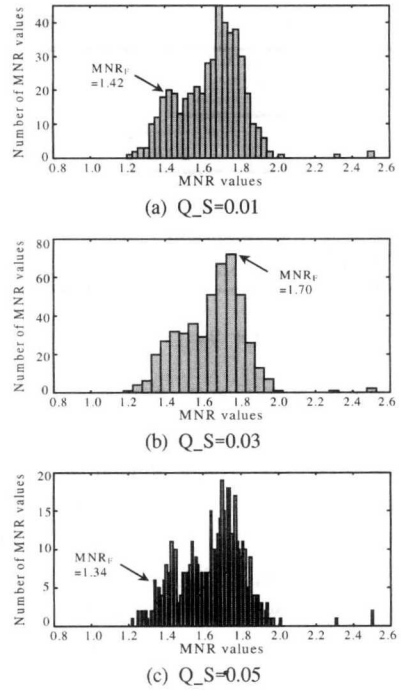 Number of MNR values
40
30
20
10
0
MNR_F
=1.42
0.8 1.0 1.2 1.4 1.6 1.8 2.0 2.2 2.4 2.6
MNR values
(a) Q_S=0.01
Number of MNR values
80
60
40
20
0
MNR_F
=1.70
0.8 1.0 1.2 1.4 1.6 1.8 2.0 2.2 2.4 2.6
MNR values
(b) Q_S=0.03
Number of MNR values
20
15
10
5
0
MNR_F
=1.34
0.8 1.0 1.2 1.4 1.6 1.8 2.0 2.2 2.4 2.6
MNR values
(c) Q_S=0.05